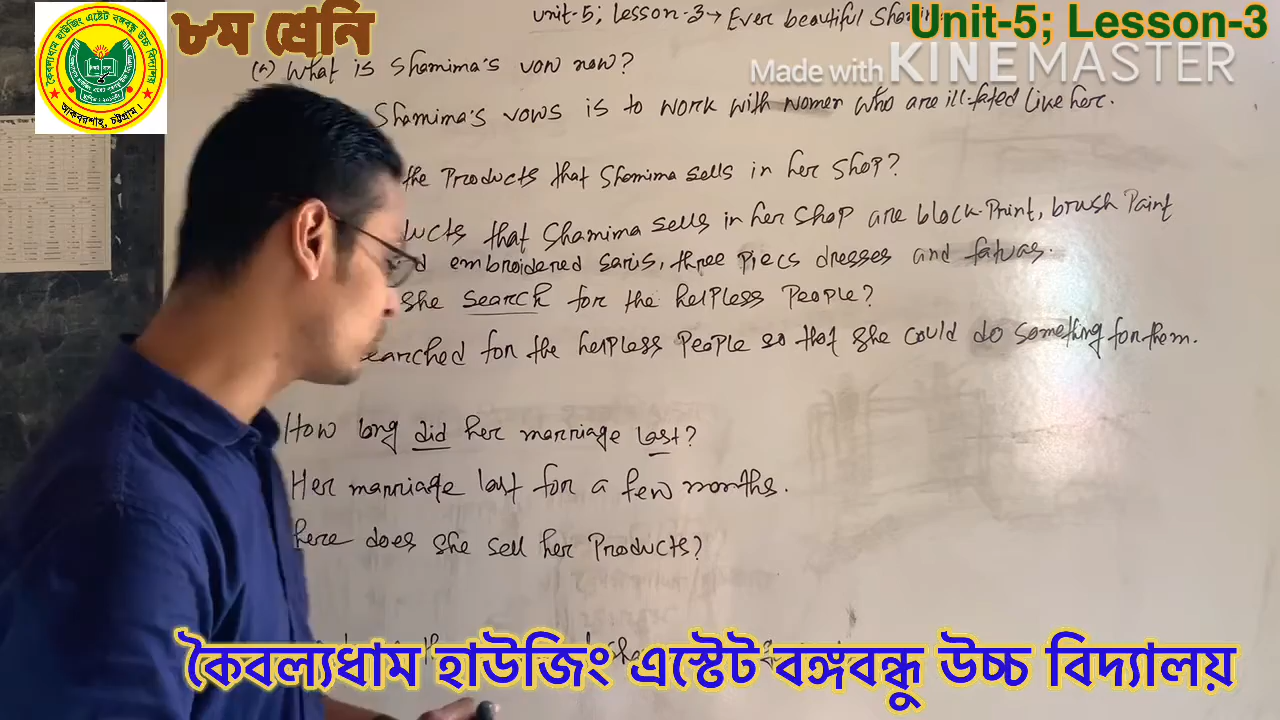 ৮ম শ্রেণি
Unit-5; Lesson-3
Unit-5; Lesson-3 → Ever beautiful
Made with KINEMASTER
What is Shamima's vow now?
Shamima's vows is to work with women who are ill-fated like her.
the Products that Shamima sells in her shop?
ucts that Shamima sells in her shop are block-Print, brush Paint
embroidered saris, three Piecs dresses and fatuas.
she search for the helpless People?
earched for the helpless People so that she could do something for them.
How long did her marriage last?
Her marriage last for a few months.
here does she sell her Products?
কৈবল্যধাম হাউজিং এস্টেট বঙ্গবন্ধু উচ্চ বিদ্যালয়
আকবরশাহ, চট্টগ্রাম।